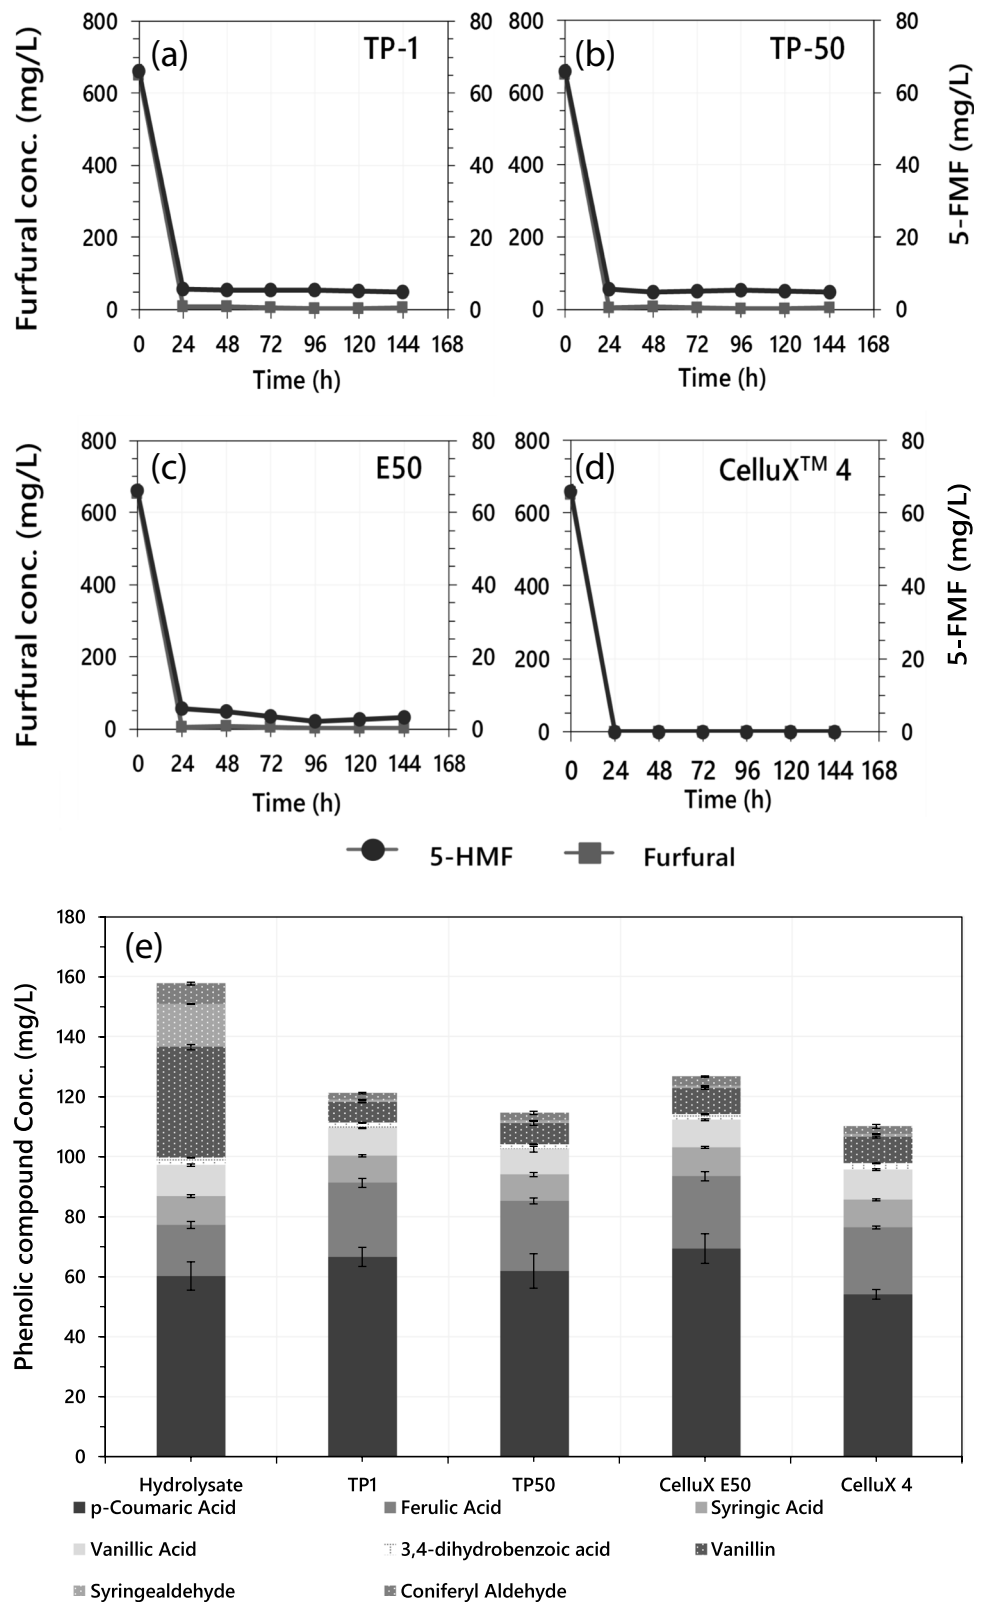 (a) TP-1
800
600
400
200
0
80
60
40
20
0
0 24 48 72 96 120 144 168
Time (h)
Furfural conc. (mg/L)
(b) TP-50
800
600
400
200
0
80
60
40
20
0
0 24 48 72 96 120 144 168
Time (h)
5-FMF (mg/L)
(c) E50
800
600
400
200
0
80
60
40
20
0
0 24 48 72 96 120 144 168
Time (h)
Furfural conc. (mg/L)
(d) CelluX™ 4
800
600
400
200
0
80
60
40
20
0
0 24 48 72 96 120 144 168
Time (h)
5-FMF (mg/L)
5-HMF Furfural
(e)
180
160
140
120
100
80
60
40
20
0
Phenolic compound Conc. (mg/L)
Hydrolysate TP1 TP50 CelluX E50 CelluX 4
p-Coumaric Acid Ferulic Acid Syringic Acid
Vanillic Acid 3,4-dihydrobenzoic acid Vanillin
Syringealdehyde Coniferyl Aldehyde